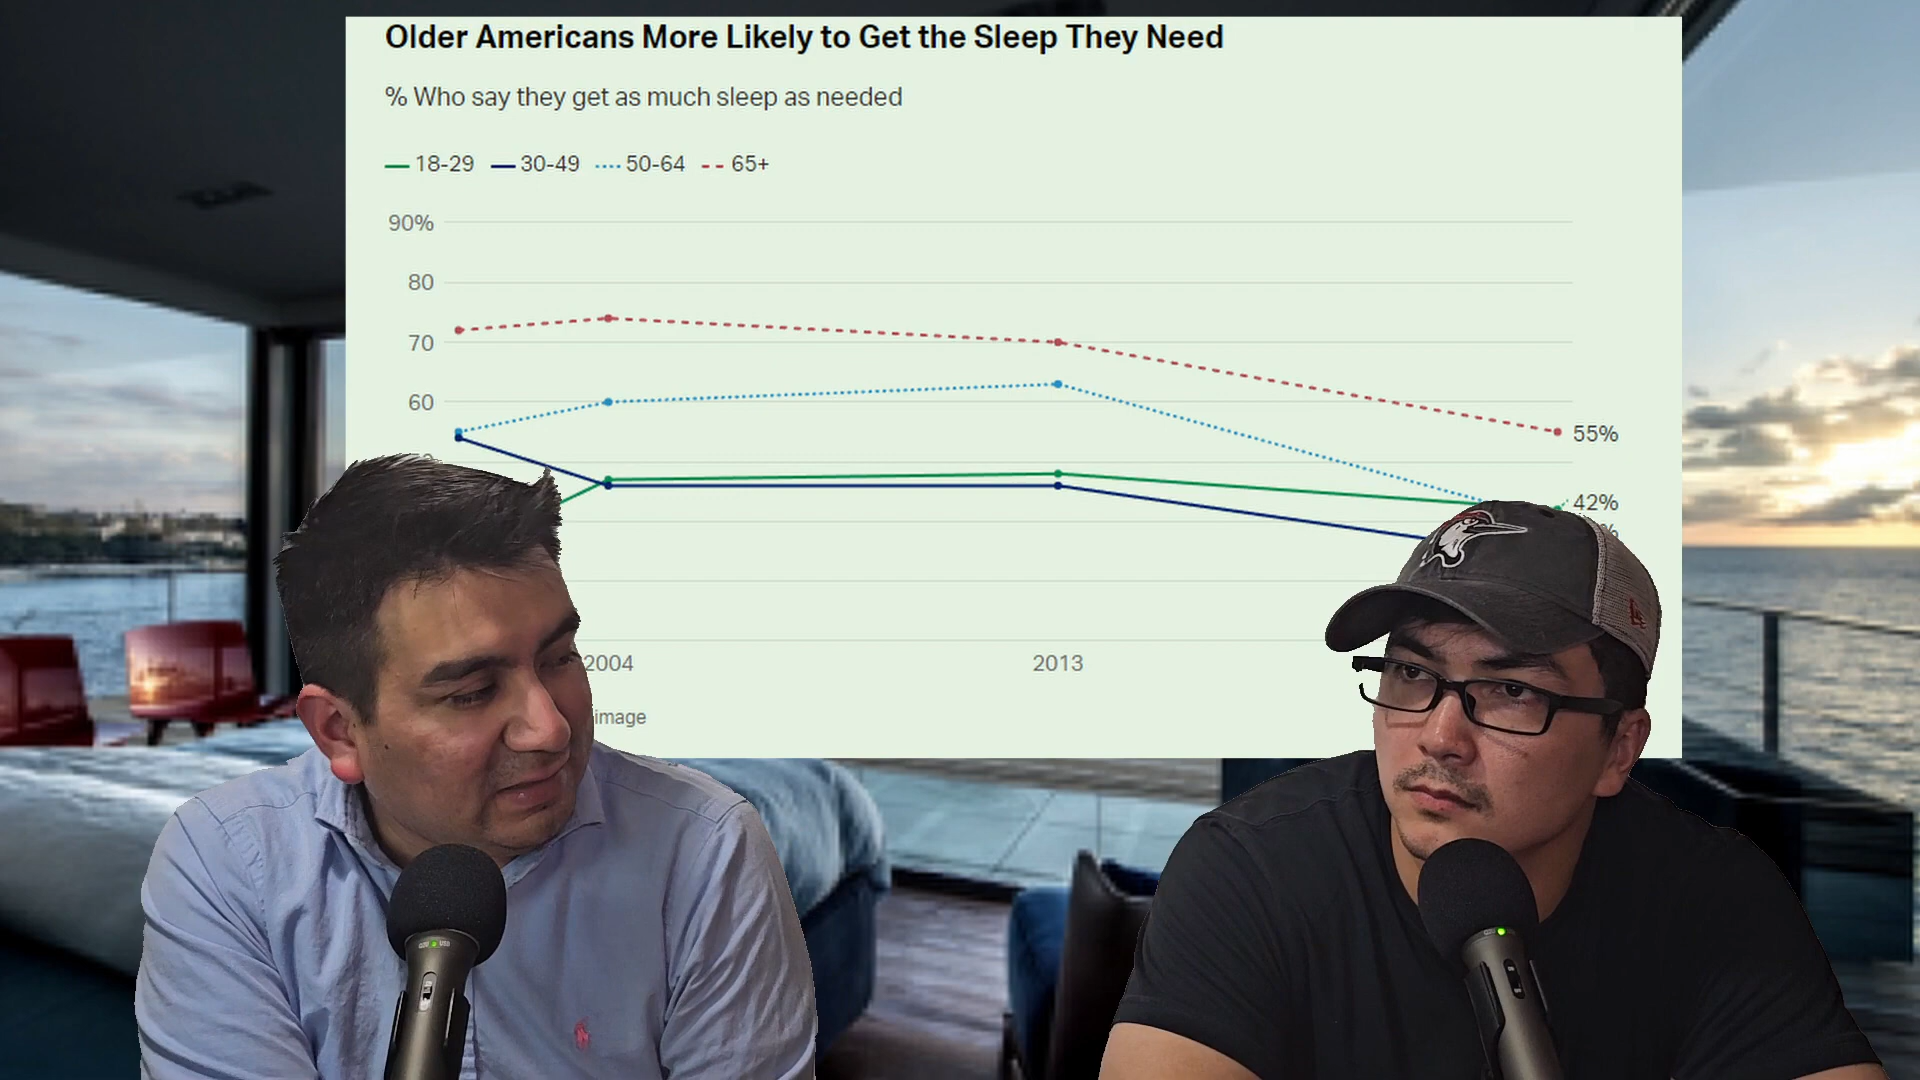 Older Americans More Likely to Get the Sleep They Need
% Who say they get as much sleep as needed
18-29 30-49 50-64 65+
90%
80
70
60
55%
42%
%
2004 2013
image